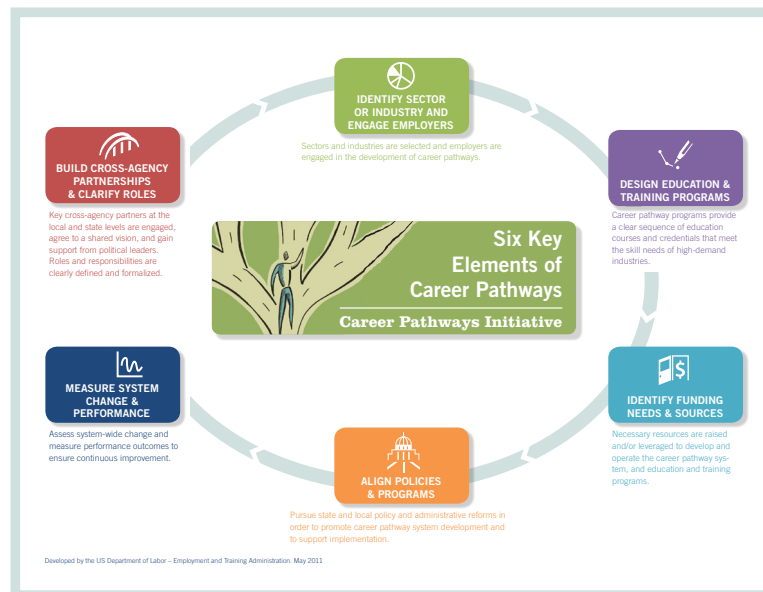 IDENTIFY SECTOR
OR INDUSTRY AND
ENGAGE EMPLOYERS
Sectors and industries are selected and employers are
engaged in the development of career pathways.
BUILD CROSS-AGENCY
PARTNERSHIPS
& CLARIFY ROLES
Key cross-agency partners at the
local and state levels are engaged,
agree to a shared vision, and gain
support from political leaders.
Roles and responsibilities are
clearly defined and formalized.
DESIGN EDUCATION &
TRAINING PROGRAMS
Career pathway programs provide
a clear sequence of education
courses and credentials that meet
the skill needs of high-demand
industries.
Six Key
Elements of
Career Pathways
Career Pathways Initiative
MEASURE SYSTEM
CHANGE &
PERFORMANCE
Assess system-wide change and
measure performance outcomes to
ensure continuous improvement.
$
IDENTIFY FUNDING
NEEDS & SOURCES
Necessary resources are raised
and/or leveraged to develop and
operate the career pathway sys-
tem, and education and training
programs.
ALIGN POLICIES
& PROGRAMS
Pursue state and local policy and administrative reforms in
order to promote career pathway system development and
to support implementation.
Developed by the US Department of Labor – Employment and Training Administration. May 2011